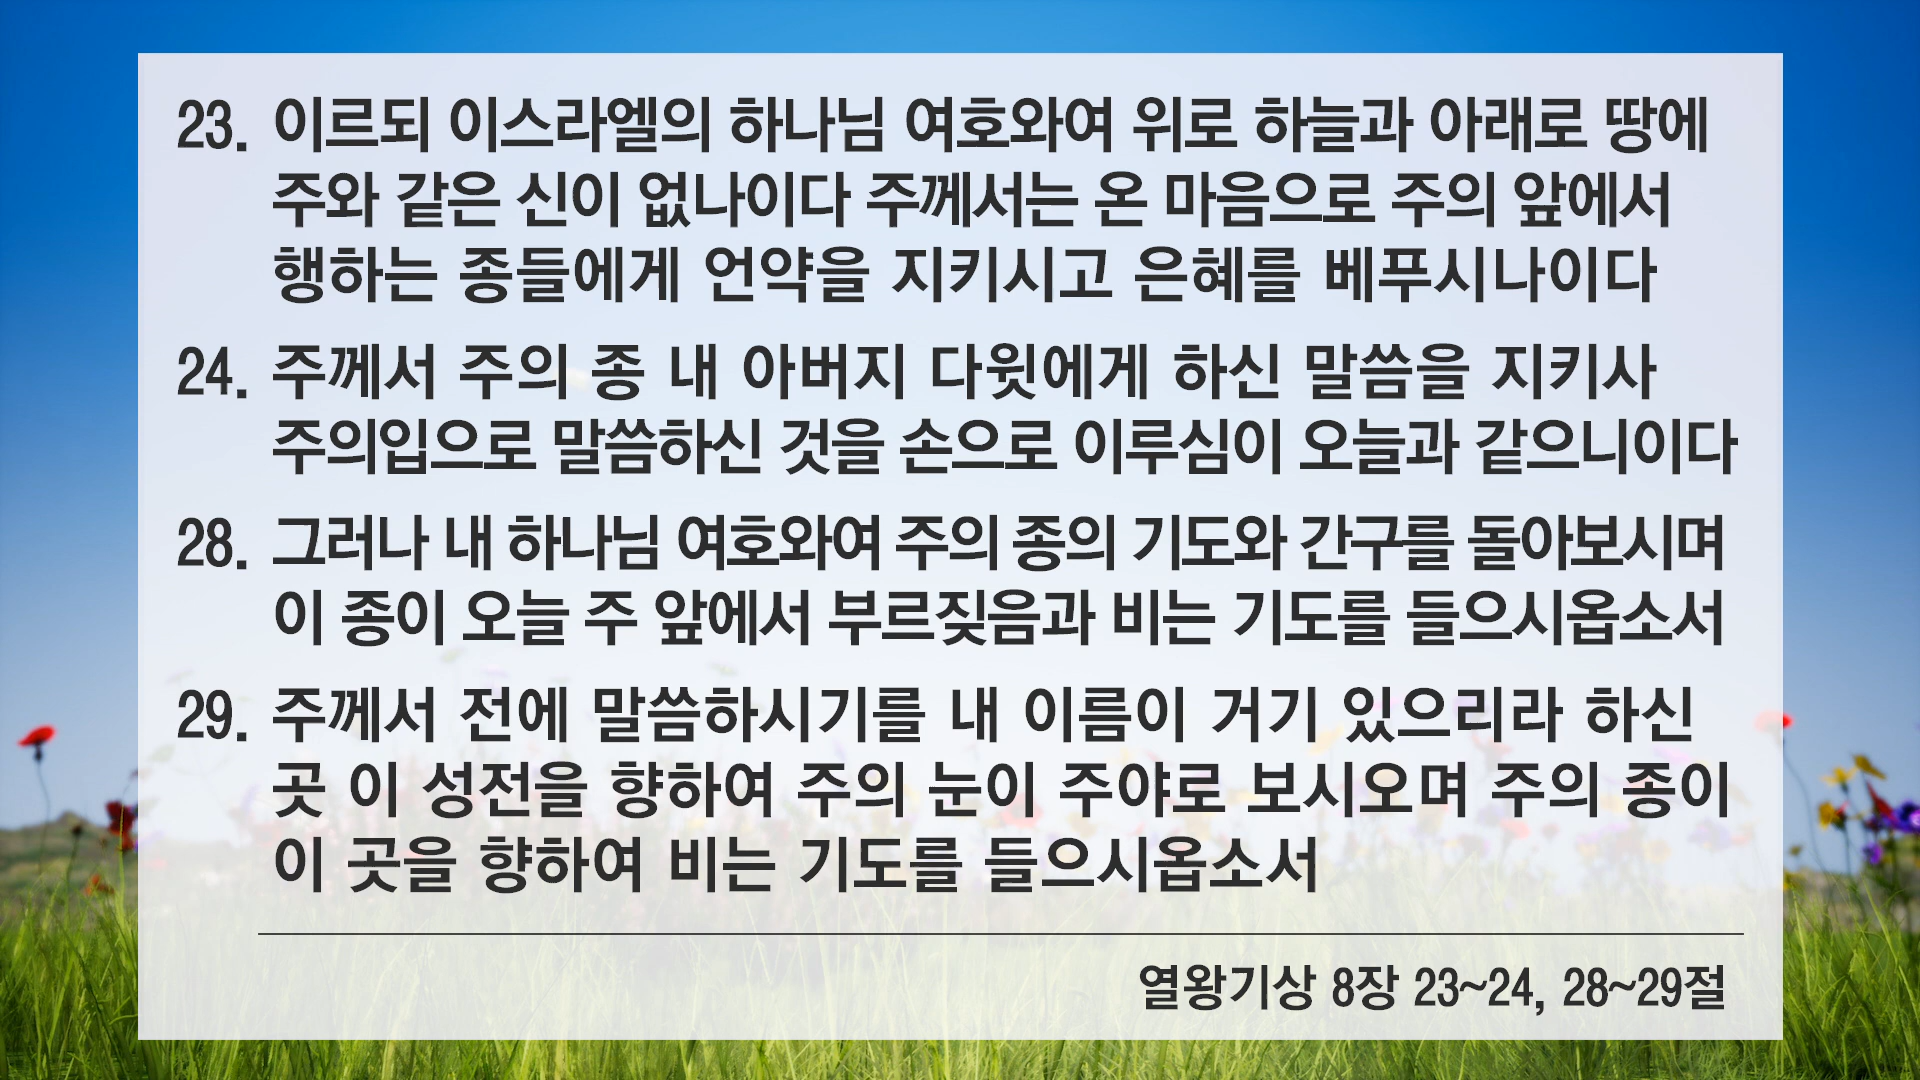 23. 이르되 이스라엘의 하나님 여호와여 위로 하늘과 아래로 땅에
주와 같은 신이 없나이다 주께서는 온 마음으로 주의 앞에서
행하는 종들에게 언약을 지키시고 은혜를 베푸시나이다
24. 주께서 주의 종 내 아버지 다윗에게 하신 말씀을 지키사
주의입으로 말씀하신 것을 손으로 이루심이 오늘과 같으니이다
28. 그러나 내 하나님 여호와여 주의 종의 기도와 간구를 돌아보시며
이 종이 오늘 주 앞에서 부르짖음과 비는 기도를 들으시옵소서
29. 주께서 전에 말씀하시기를 내 이름이 거기 있으리라 하신
곳 이 성전을 향하여 주의 눈이 주야로 보시오며 주의 종이
이 곳을 향하여 비는 기도를 들으시옵소서
열왕기상 8장 23~24, 28~29절